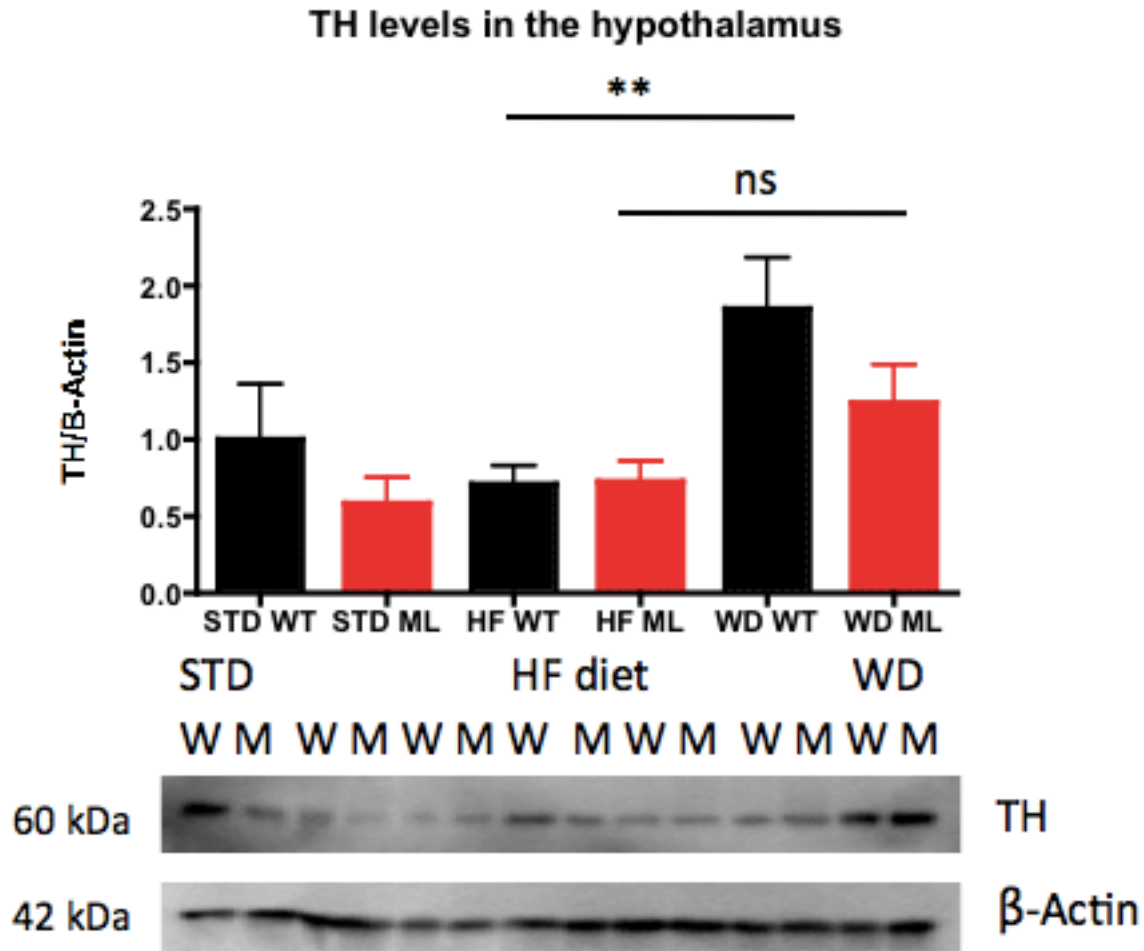 TH levels in the hypothalamus
**
ns
TH/B-Actin
2.5
2.0
1.5
1.0
0.5
0.0
STD WT STD ML HF WT HF ML WD WT WD ML
STD HF diet WD
W M W M W M W M W M W M W M
60 kDa TH
42 kDa β-Actin